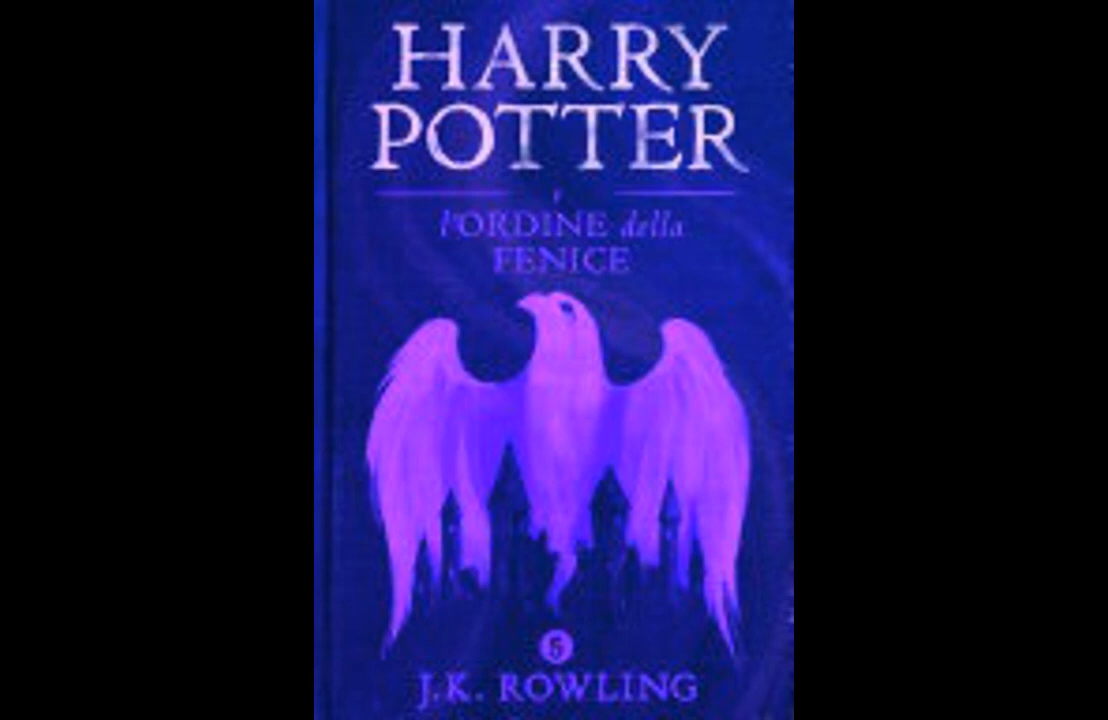 HARRY
POTTER
l'ORDINE della
FENICE
5
J.K. ROWLING